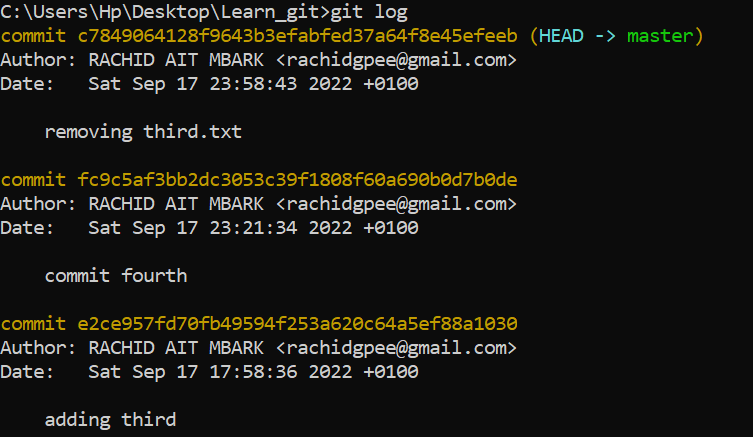 C:\Users\Hp\Desktop\Learn_git>git log
commit c7849064128f9643b3efabfed37a64f8e45efeeb (HEAD -> master)
Author: RACHID AIT MBARK <rachidgpee@gmail.com>
Date:   Sat Sep 17 23:58:43 2022 +0100
    removing third.txt
commit fc9c5af3bb2dc3053c39f1808f60a690b0d7b0de
Author: RACHID AIT MBARK <rachidgpee@gmail.com>
Date:   Sat Sep 17 23:21:34 2022 +0100
    commit fourth
commit e2ce957fd70fb49594f253a620c64a5ef88a1030
Author: RACHID AIT MBARK <rachidgpee@gmail.com>
Date:   Sat Sep 17 17:58:36 2022 +0100
    adding third